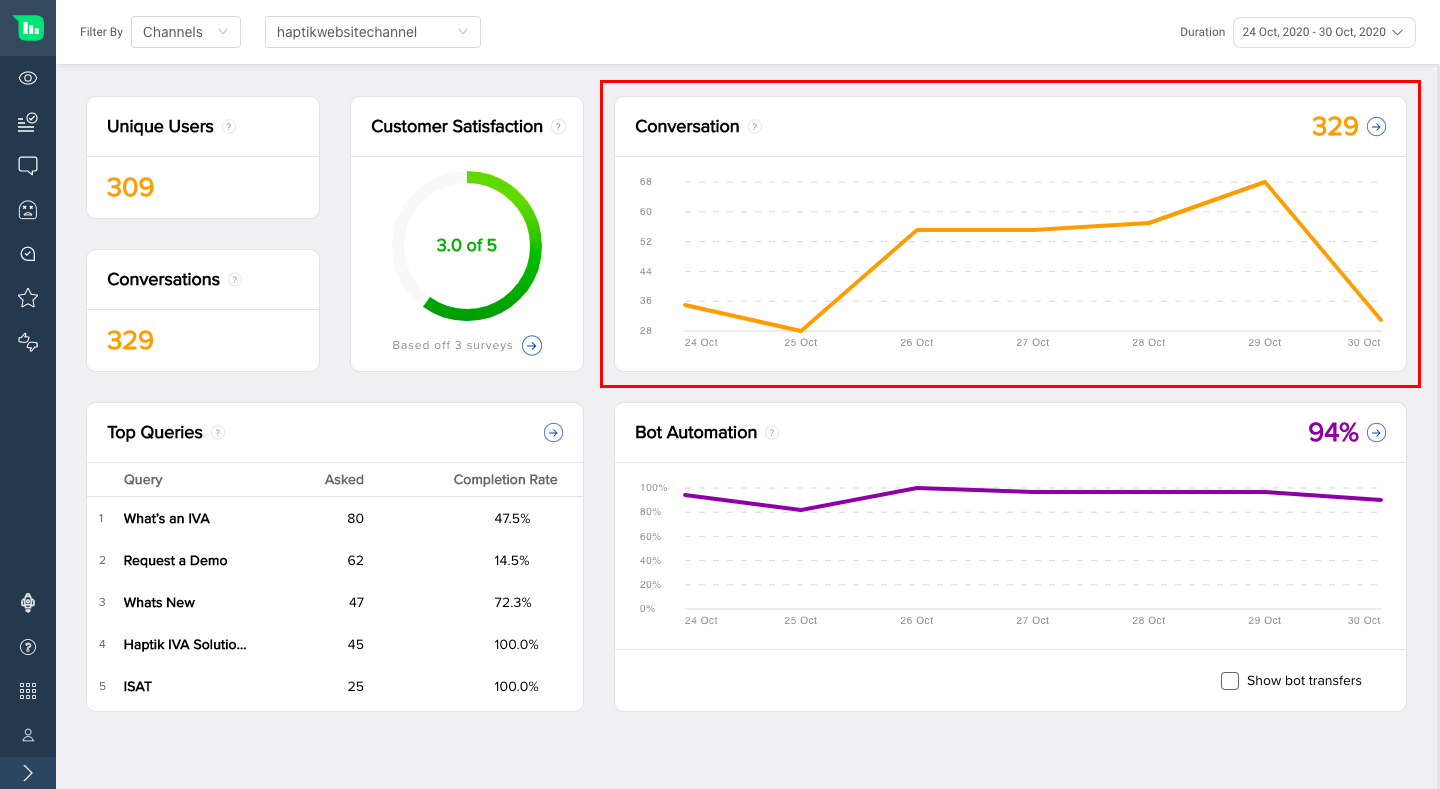 Filter By Channels haptikwebsitechannel Duration 24 Oct, 2020 - 30 Oct, 2020
Unique Users ?
309
Conversations ?
329
Customer Satisfaction ?
3.0 of 5
Based off 3 surveys
Conversation ? 329
68
60
52
44
36
28
24 Oct 25 Oct 26 Oct 27 Oct 28 Oct 29 Oct 30 Oct
Top Queries ?
Query Asked Completion Rate
1 What's an IVA 80 47.5%
2 Request a Demo 62 14.5%
3 Whats New 47 72.3%
4 Haptik IVA Solutio... 45 100.0%
5 ISAT 25 100.0%
Bot Automation ? 94%
100%
80%
60%
40%
20%
0%
24 Oct 25 Oct 26 Oct 27 Oct 28 Oct 29 Oct 30 Oct
Show bot transfers
?